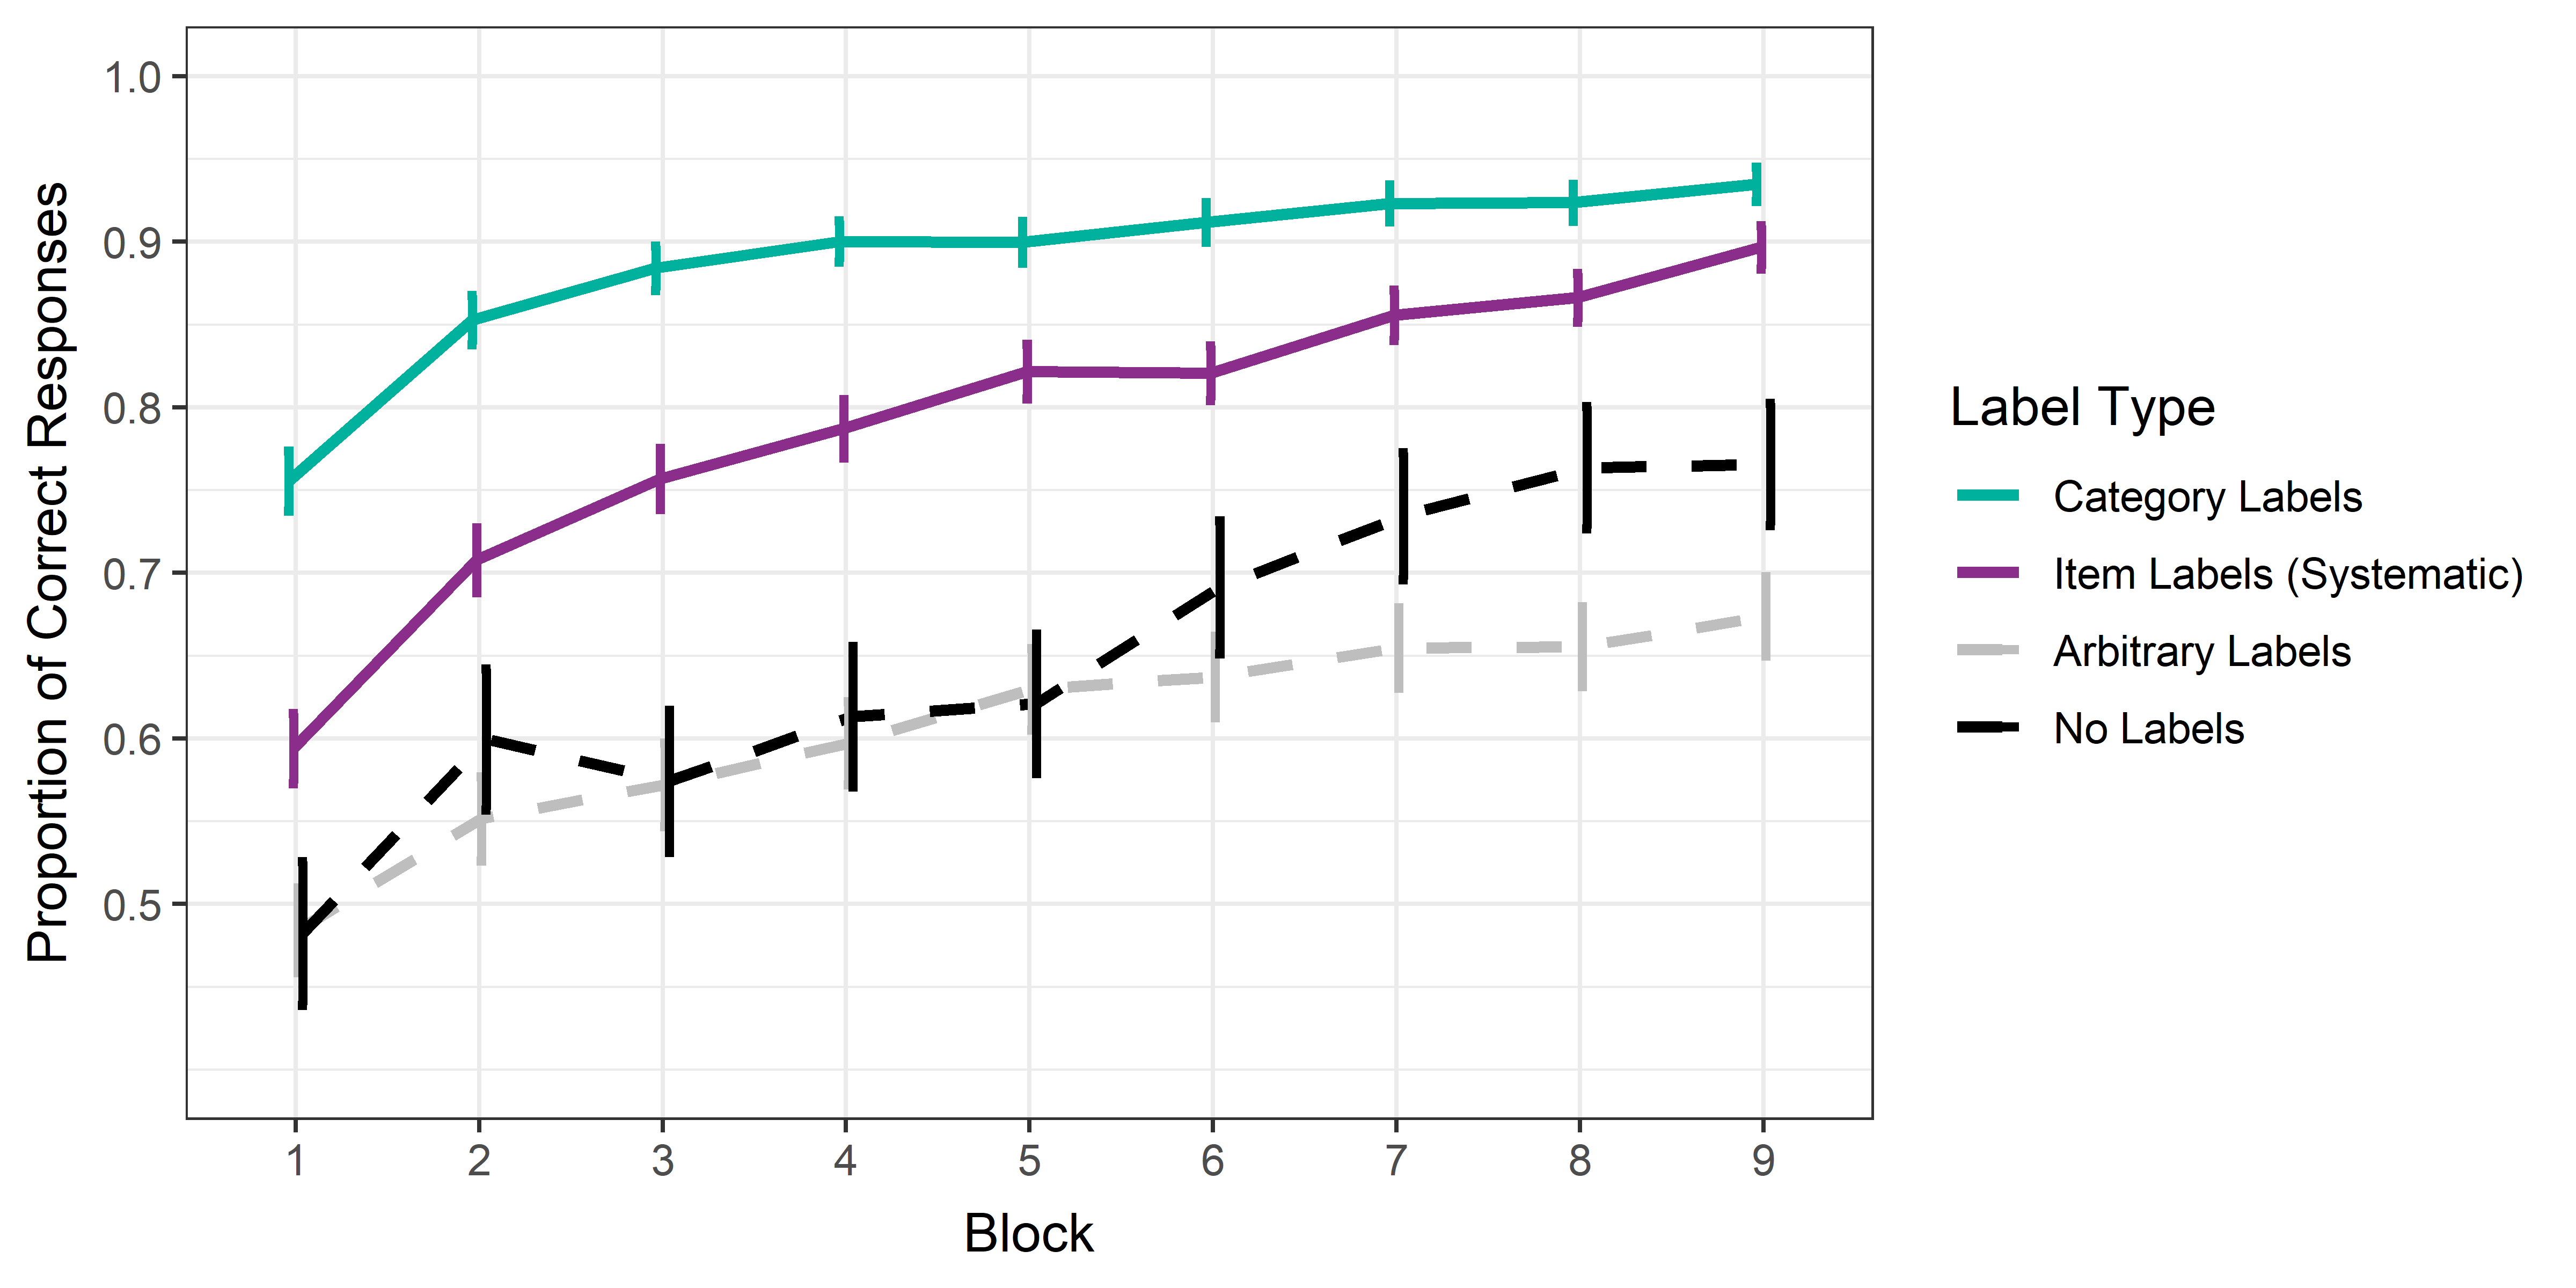 Proportion of Correct Responses
1.0
0.9
0.8
0.7
0.6
0.5
1 2 3 4 5 6 7 8 9
Block
Label Type
Category Labels
Item Labels (Systematic)
Arbitrary Labels
No Labels